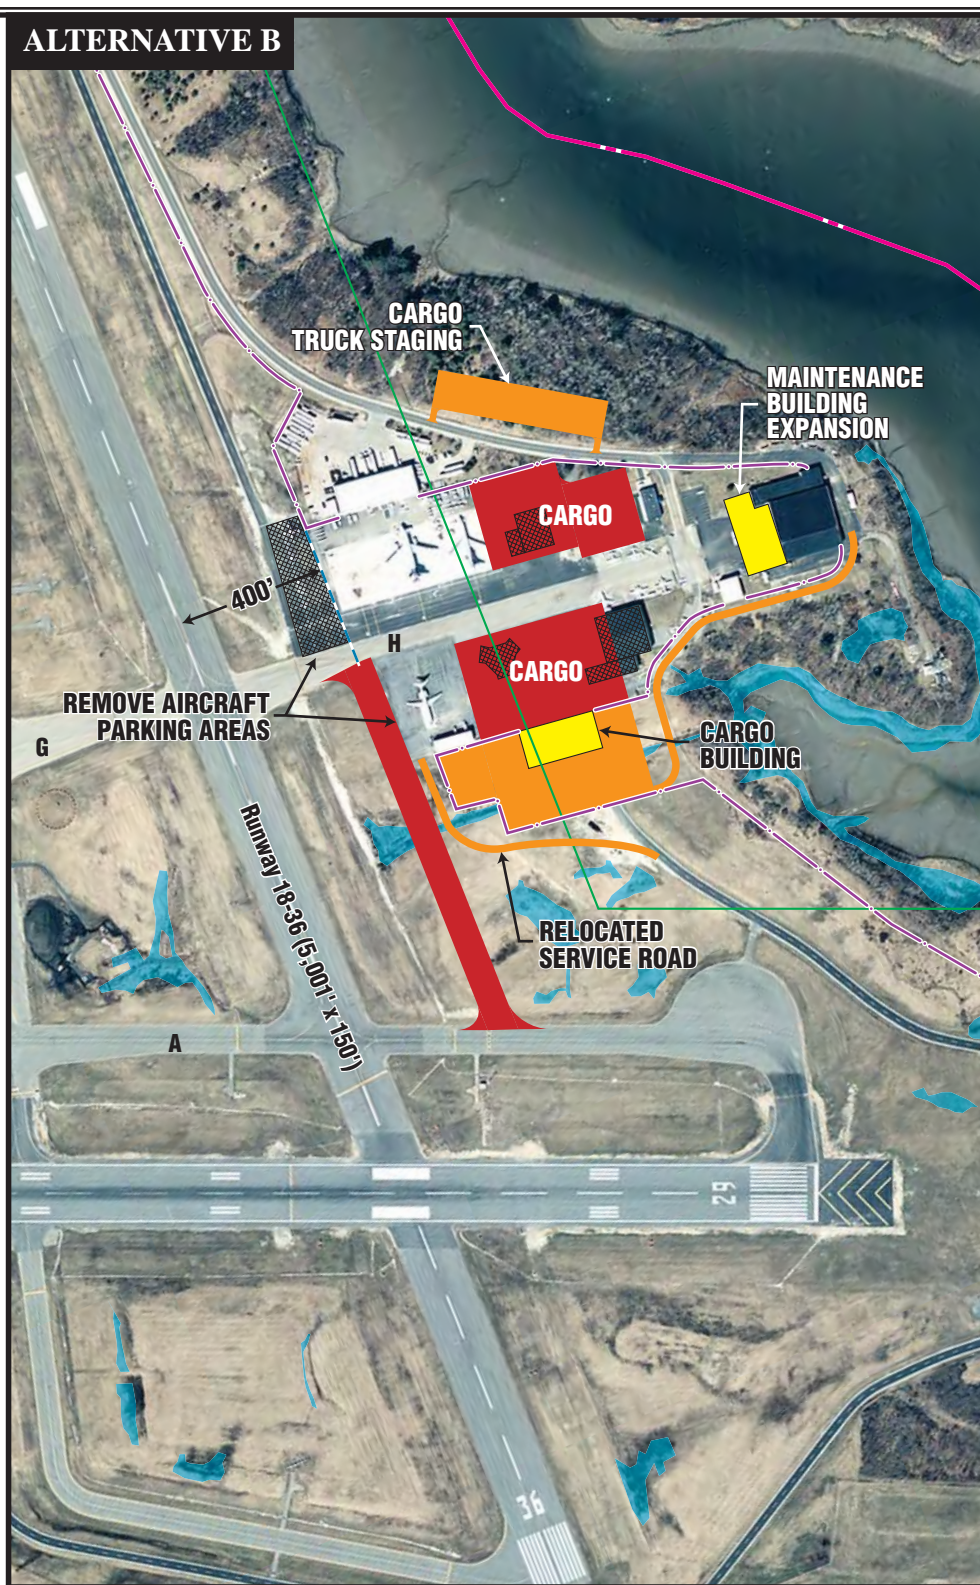 ALTERNATIVE B
CARGO
TRUCK STAGING
MAINTENANCE
BUILDING
EXPANSION
CARGO
400'
H
CARGO
REMOVE AIRCRAFT
PARKING AREAS
G
CARGO
BUILDING
Runway 18-36 (5,001' x 150')
RELOCATED
SERVICE ROAD
A
29
36